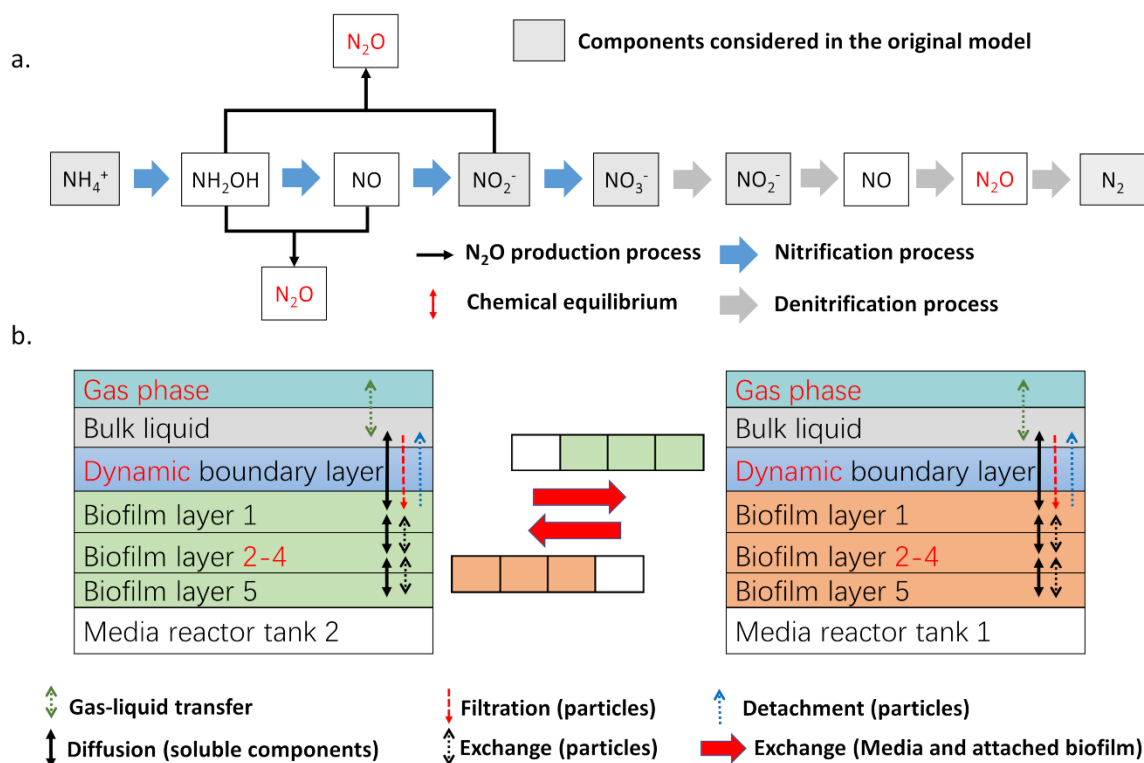 a.
N₂O
Components considered in the original model
NH₄⁺
NH₂OH
NO
NO₂⁻
NO₃⁻
NO₂⁻
NO
N₂O
N₂
N₂O
N₂O production process
Nitrification process
Chemical equilibrium
Denitrification process
b.
Gas phase
Bulk liquid
Dynamic boundary layer
Biofilm layer 1
Biofilm layer 2-4
Biofilm layer 5
Media reactor tank 2
Gas phase
Bulk liquid
Dynamic boundary layer
Biofilm layer 1
Biofilm layer 2-4
Biofilm layer 5
Media reactor tank 1
Gas-liquid transfer
Filtration (particles)
Detachment (particles)
Diffusion (soluble components)
Exchange (particles)
Exchange (Media and attached biofilm)